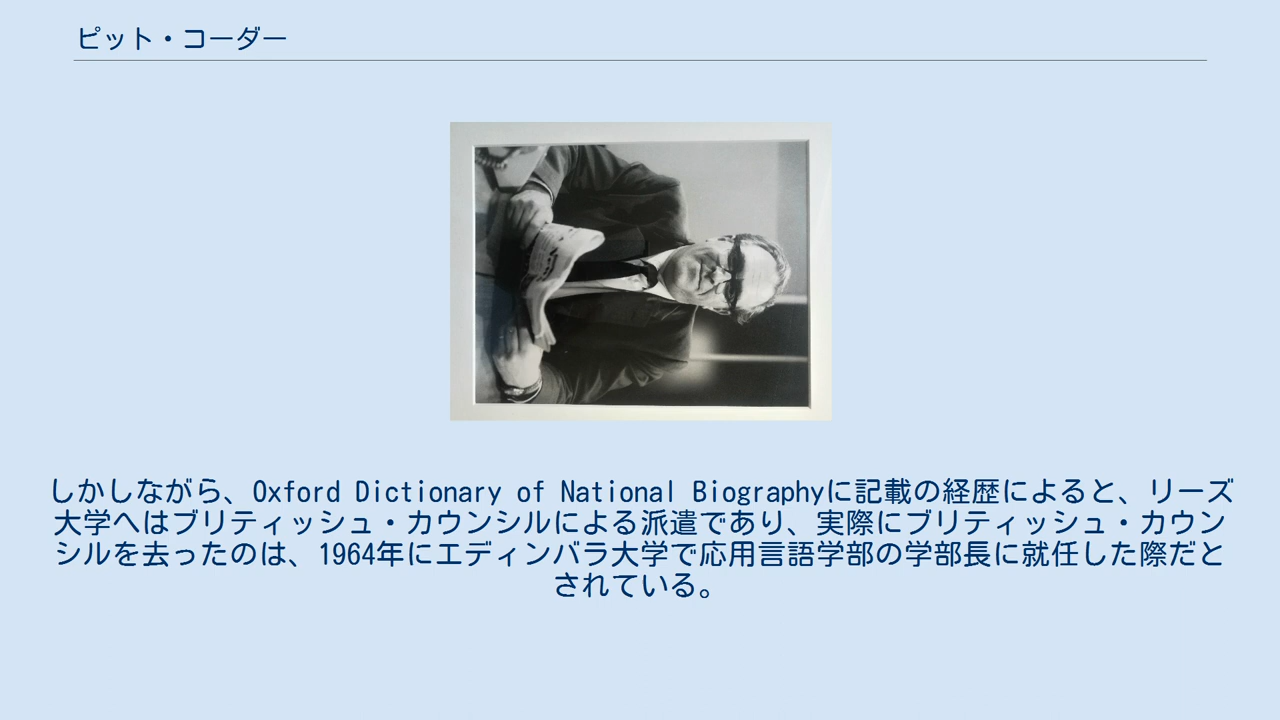 ピット・コーダー
しかしながら、Oxford Dictionary of National Biographyに記載の経歴によると、リーズ
大学へはブリティッシュ・カウンシルによる派遣であり、実際にブリティッシュ・カウン
シルを去ったのは、1964年にエディンバラ大学で応用言語学部の学部長に就任した際だと
されている。